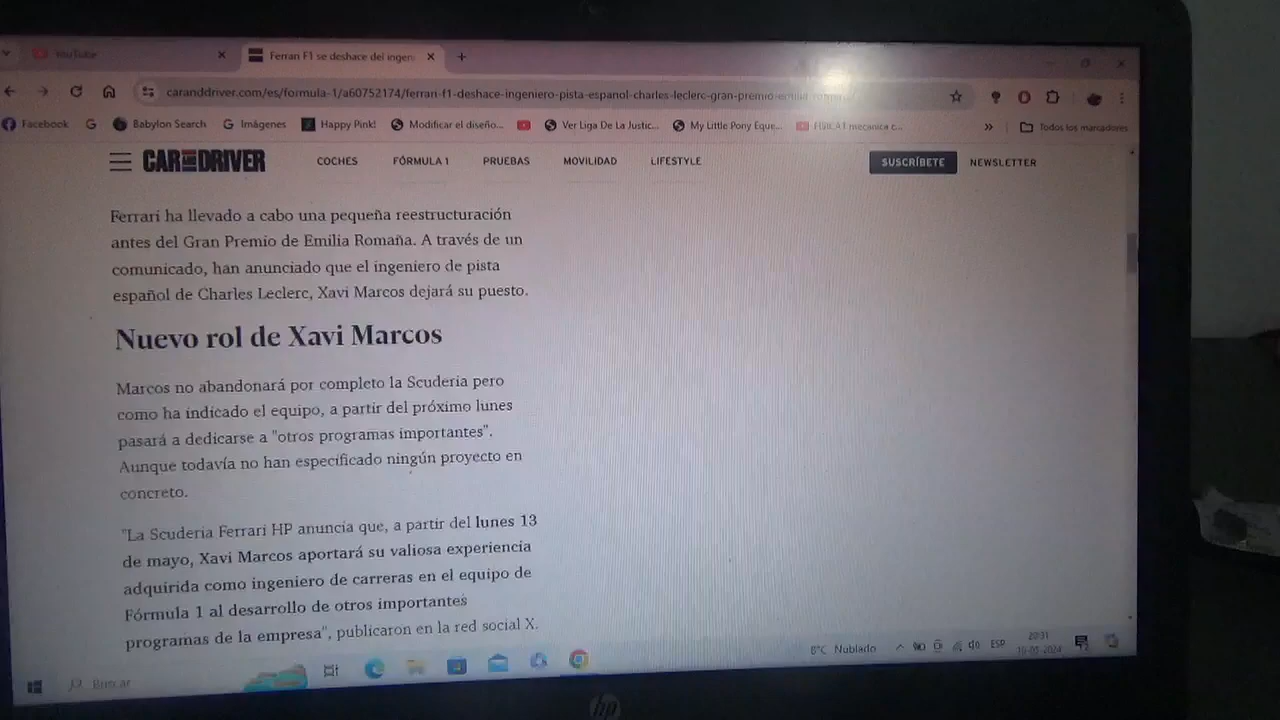 YouTube
Ferrari F1 se deshace del ingen
caranddriver.com/es/formula-1/a60752174/ferrari-f1-deshace-ingeniero-pista-espanol-charles-leclerc-gran-premio-emilia-romana/
Facebook
Babylon Search
Imágenes
Happy Pink!
Modificar el diseño...
Ver Liga De La Justic...
My Little Pony Eque...
FISICA1 mecanica c...
Todos los marcadores
CAR AND DRIVER
COCHES
FÓRMULA 1
PRUEBAS
MOVILIDAD
LIFESTYLE
SUSCRÍBETE
NEWSLETTER
Ferrari ha llevado a cabo una pequeña reestructuración
antes del Gran Premio de Emilia Romaña. A través de un
comunicado, han anunciado que el ingeniero de pista
español de Charles Leclerc, Xavi Marcos dejará su puesto.
Nuevo rol de Xavi Marcos
Marcos no abandonará por completo la Scuderia pero
como ha indicado el equipo, a partir del próximo lunes
pasará a dedicarse a "otros programas importantes".
Aunque todavía no han especificado ningún proyecto en
concreto.
"La Scuderia Ferrari HP anuncia que, a partir del lunes 13
de mayo, Xavi Marcos aportará su valiosa experiencia
adquirida como ingeniero de carreras en el equipo de
Fórmula 1 al desarrollo de otros importantes
programas de la empresa", publicaron en la red social X.
Buscar
8°C Nublado
ESP
20:31
10-05-2024
hp